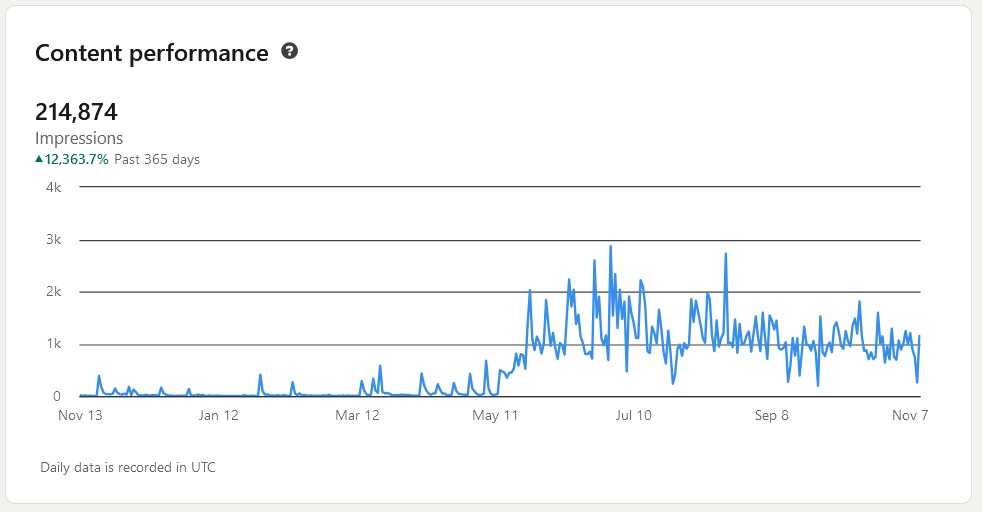 Content performance ?
214,874
Impressions
▲12,363.7% Past 365 days
4k
3k
2k
1k
0
Nov 13 Jan 12 Mar 12 May 11 Jul 10 Sep 8 Nov 7
Daily data is recorded in UTC